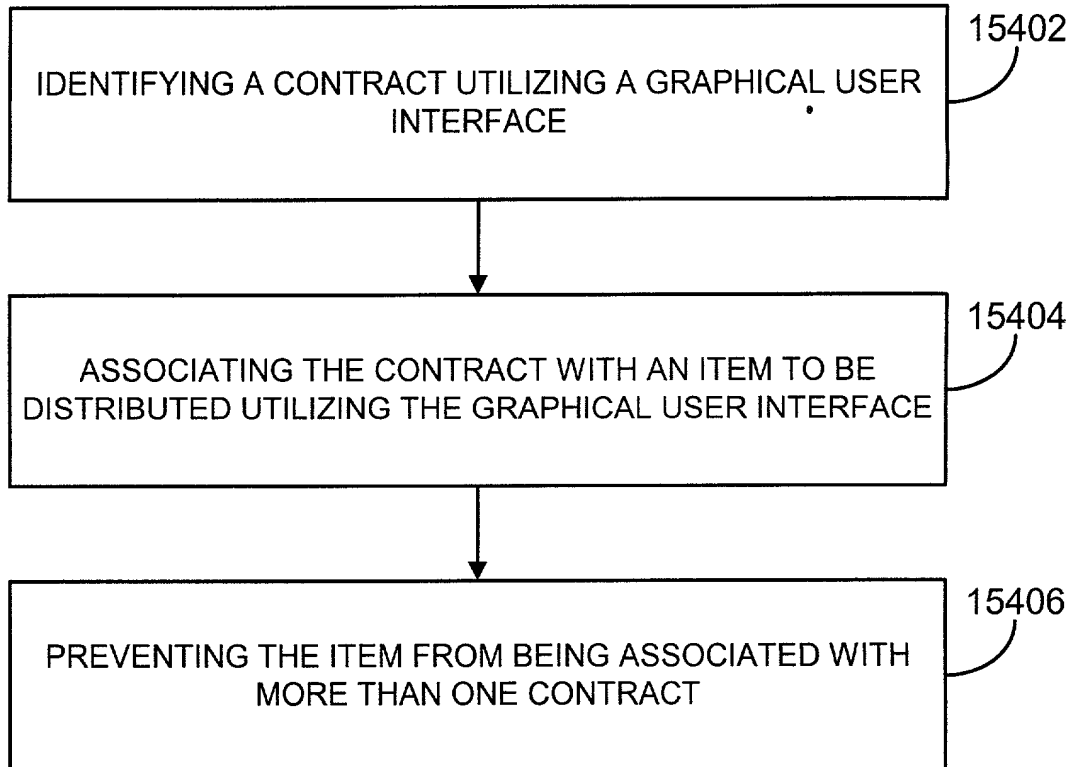 15402
IDENTIFYING A CONTRACT UTILIZING A GRAPHICAL USER
INTERFACE
15404
ASSOCIATING THE CONTRACT WITH AN ITEM TO BE
DISTRIBUTED UTILIZING THE GRAPHICAL USER INTERFACE
15406
PREVENTING THE ITEM FROM BEING ASSOCIATED WITH
MORE THAN ONE CONTRACT